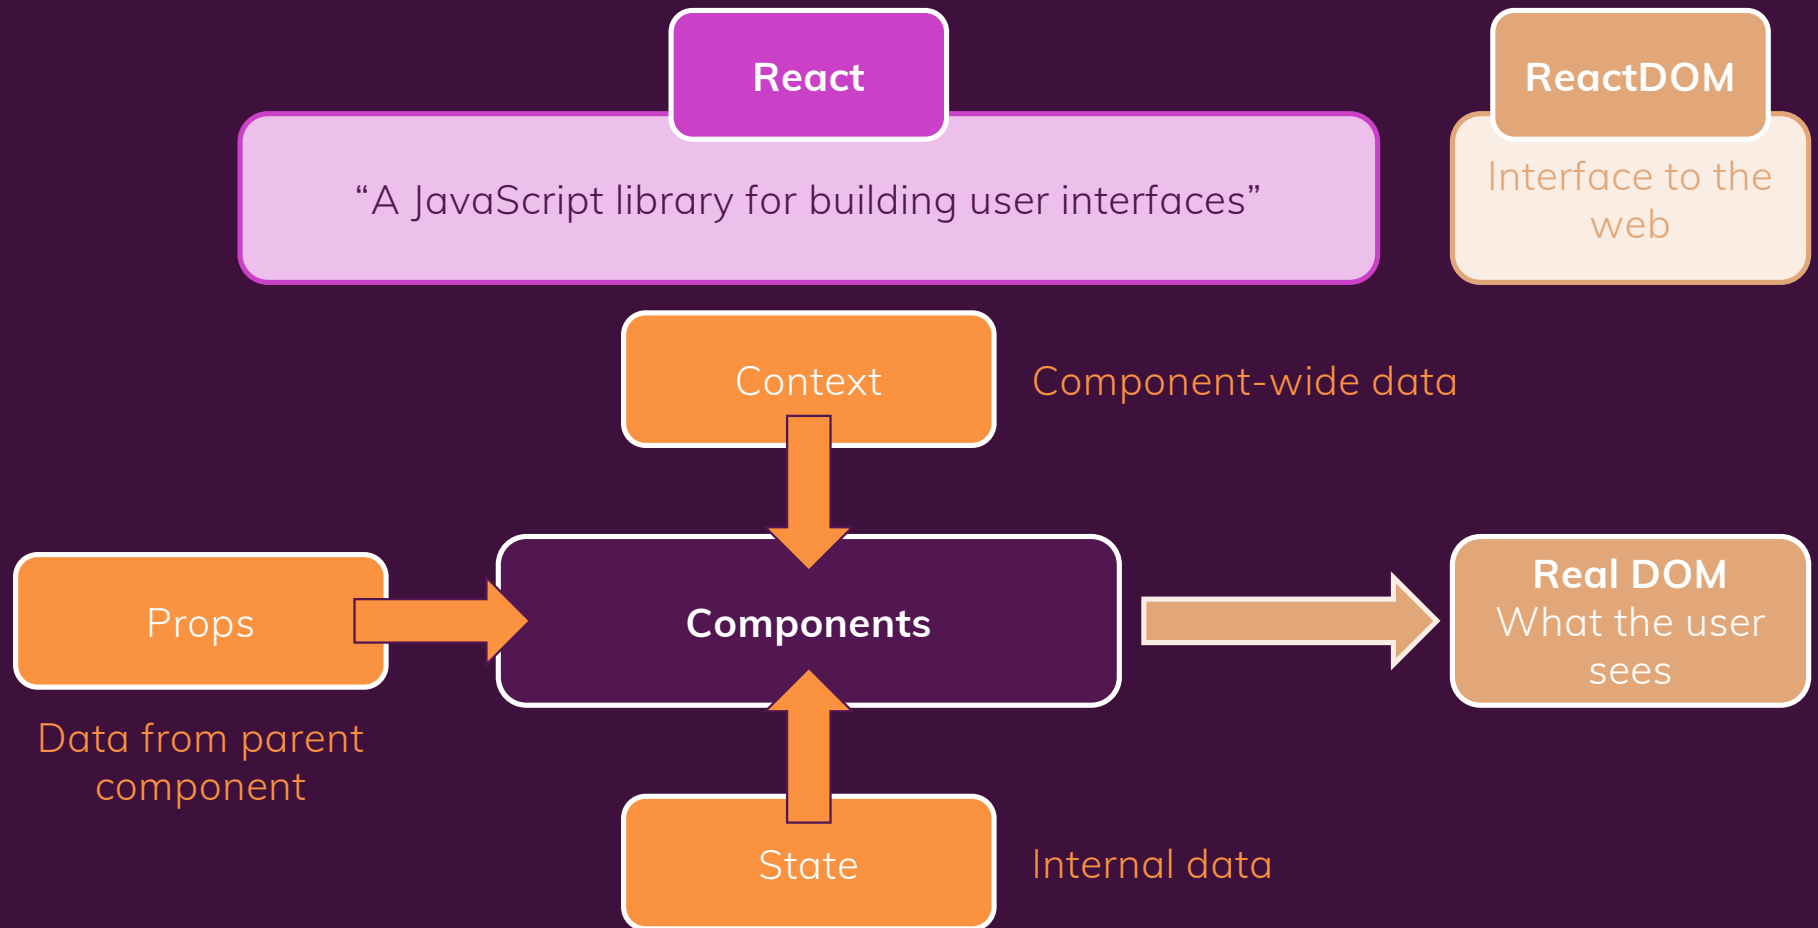 React
ReactDOM
“A JavaScript library for building user interfaces”
Interface to the
web
Context
Component-wide data
Props
Components
Real DOM
What the user
sees
Data from parent
component
State
Internal data